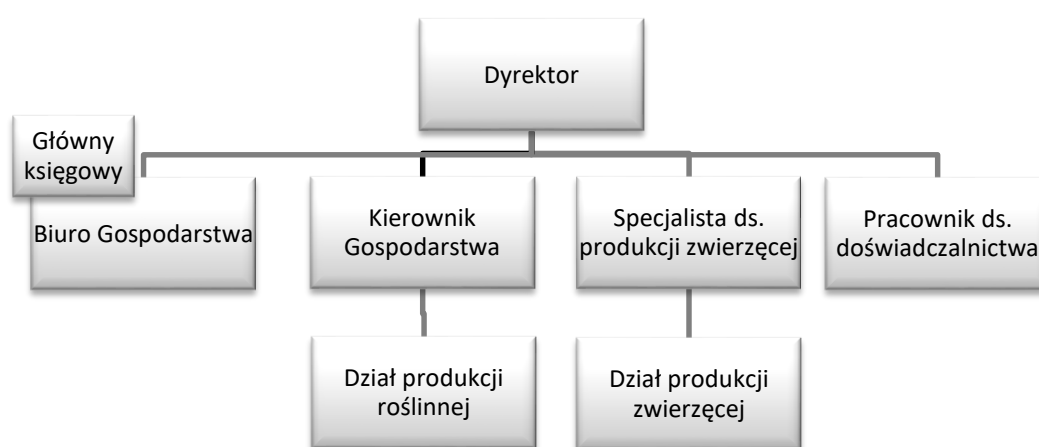 Dyrektor
Główny
księgowy
Biuro Gospodarstwa
Kierownik
Gospodarstwa
Specjalista ds.
produkcji zwierzęcej
Pracownik ds.
doświadczalnictwa
Dział produkcji
roślinnej
Dział produkcji
zwierzęcej